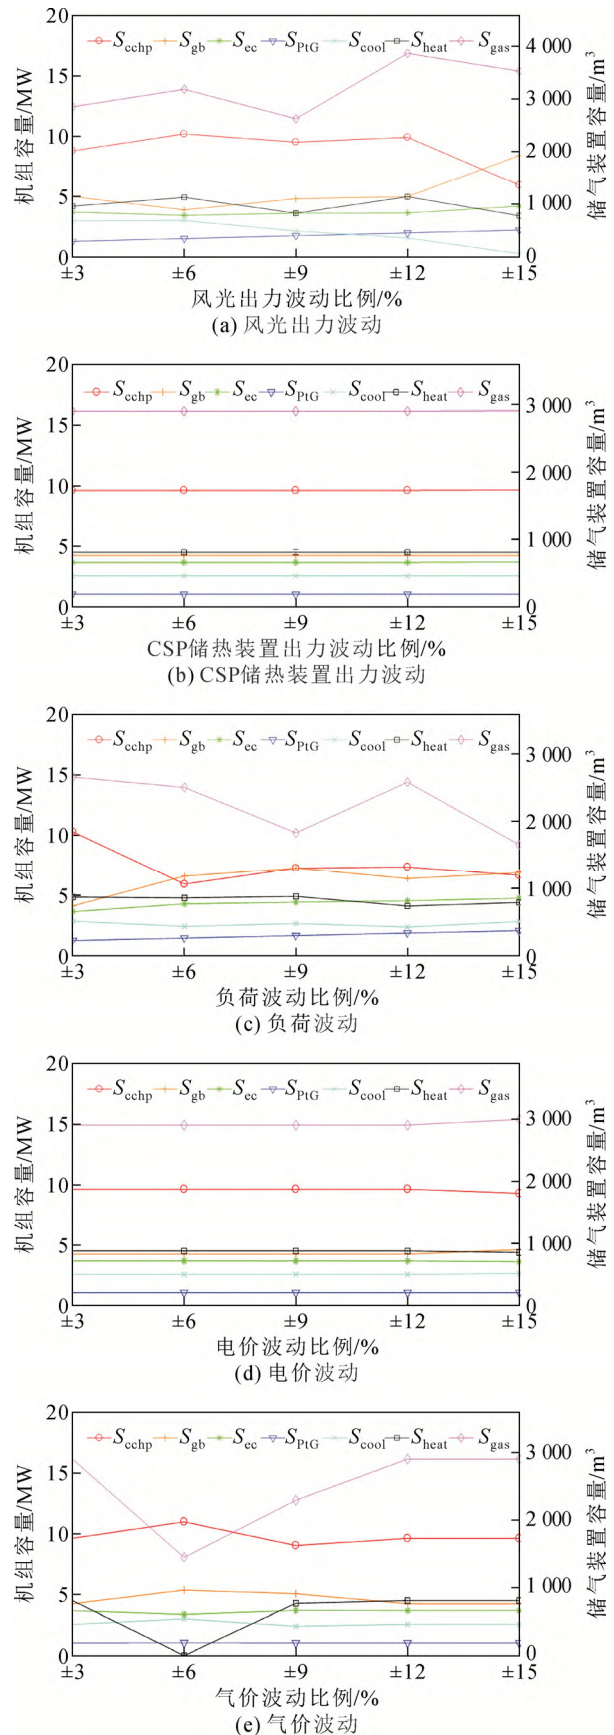 20
15
10
5
0
机组容量/MW
S_cchp S_gb S_ec S_PtG S_cool S_heat S_gas
4 000
3 000
2 000
1 000
0
储气装置容量/m³
±3 ±6 ±9 ±12 ±15
风光出力波动比例/%
(a) 风光出力波动
20
15
10
5
0
机组容量/MW
S_cchp S_gb S_ec S_PtG S_cool S_heat S_gas
3 000
2 000
1 000
0
储气装置容量/m³
±3 ±6 ±9 ±12 ±15
CSP储热装置出力波动比例/%
(b) CSP储热装置出力波动
20
15
10
5
0
机组容量/MW
S_cchp S_gb S_ec S_PtG S_cool S_heat S_gas
3 000
2 000
1 000
0
储气装置容量/m³
±3 ±6 ±9 ±12 ±15
负荷波动比例/%
(c) 负荷波动
20
15
10
5
0
机组容量/MW
S_cchp S_gb S_ec S_PtG S_cool S_heat S_gas
3 000
2 000
1 000
0
储气装置容量/m³
±3 ±6 ±9 ±12 ±15
电价波动比例/%
(d) 电价波动
20
15
10
5
0
机组容量/MW
S_cchp S_gb S_ec S_PtG S_cool S_heat S_gas
3 000
2 000
1 000
0
储气装置容量/m³
±3 ±6 ±9 ±12 ±15
气价波动比例/%
(e) 气价波动